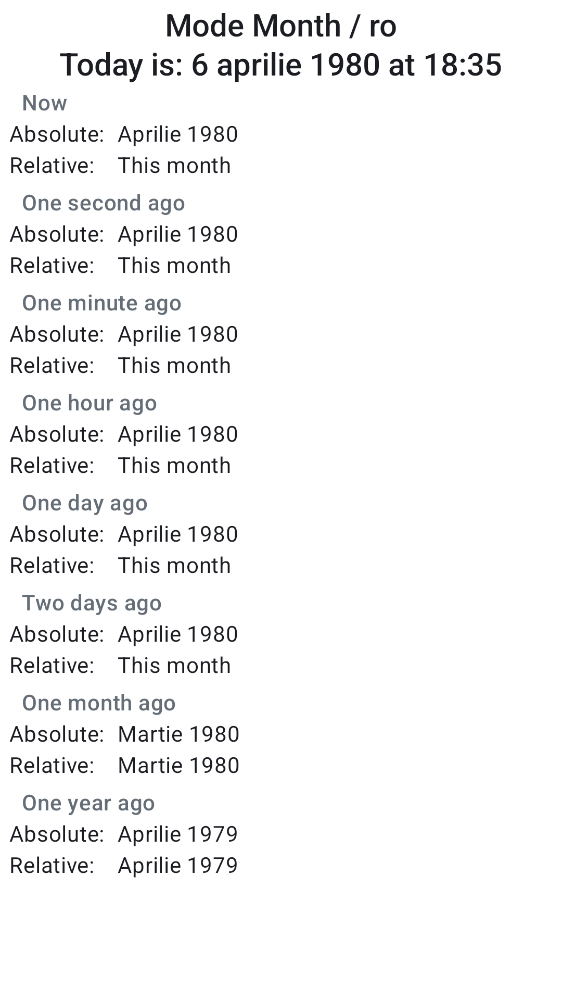 Mode Month / ro
Today is: 6 aprilie 1980 at 18:35
Now
Absolute: Aprilie 1980
Relative: This month
One second ago
Absolute: Aprilie 1980
Relative: This month
One minute ago
Absolute: Aprilie 1980
Relative: This month
One hour ago
Absolute: Aprilie 1980
Relative: This month
One day ago
Absolute: Aprilie 1980
Relative: This month
Two days ago
Absolute: Aprilie 1980
Relative: This month
One month ago
Absolute: Martie 1980
Relative: Martie 1980
One year ago
Absolute: Aprilie 1979
Relative: Aprilie 1979